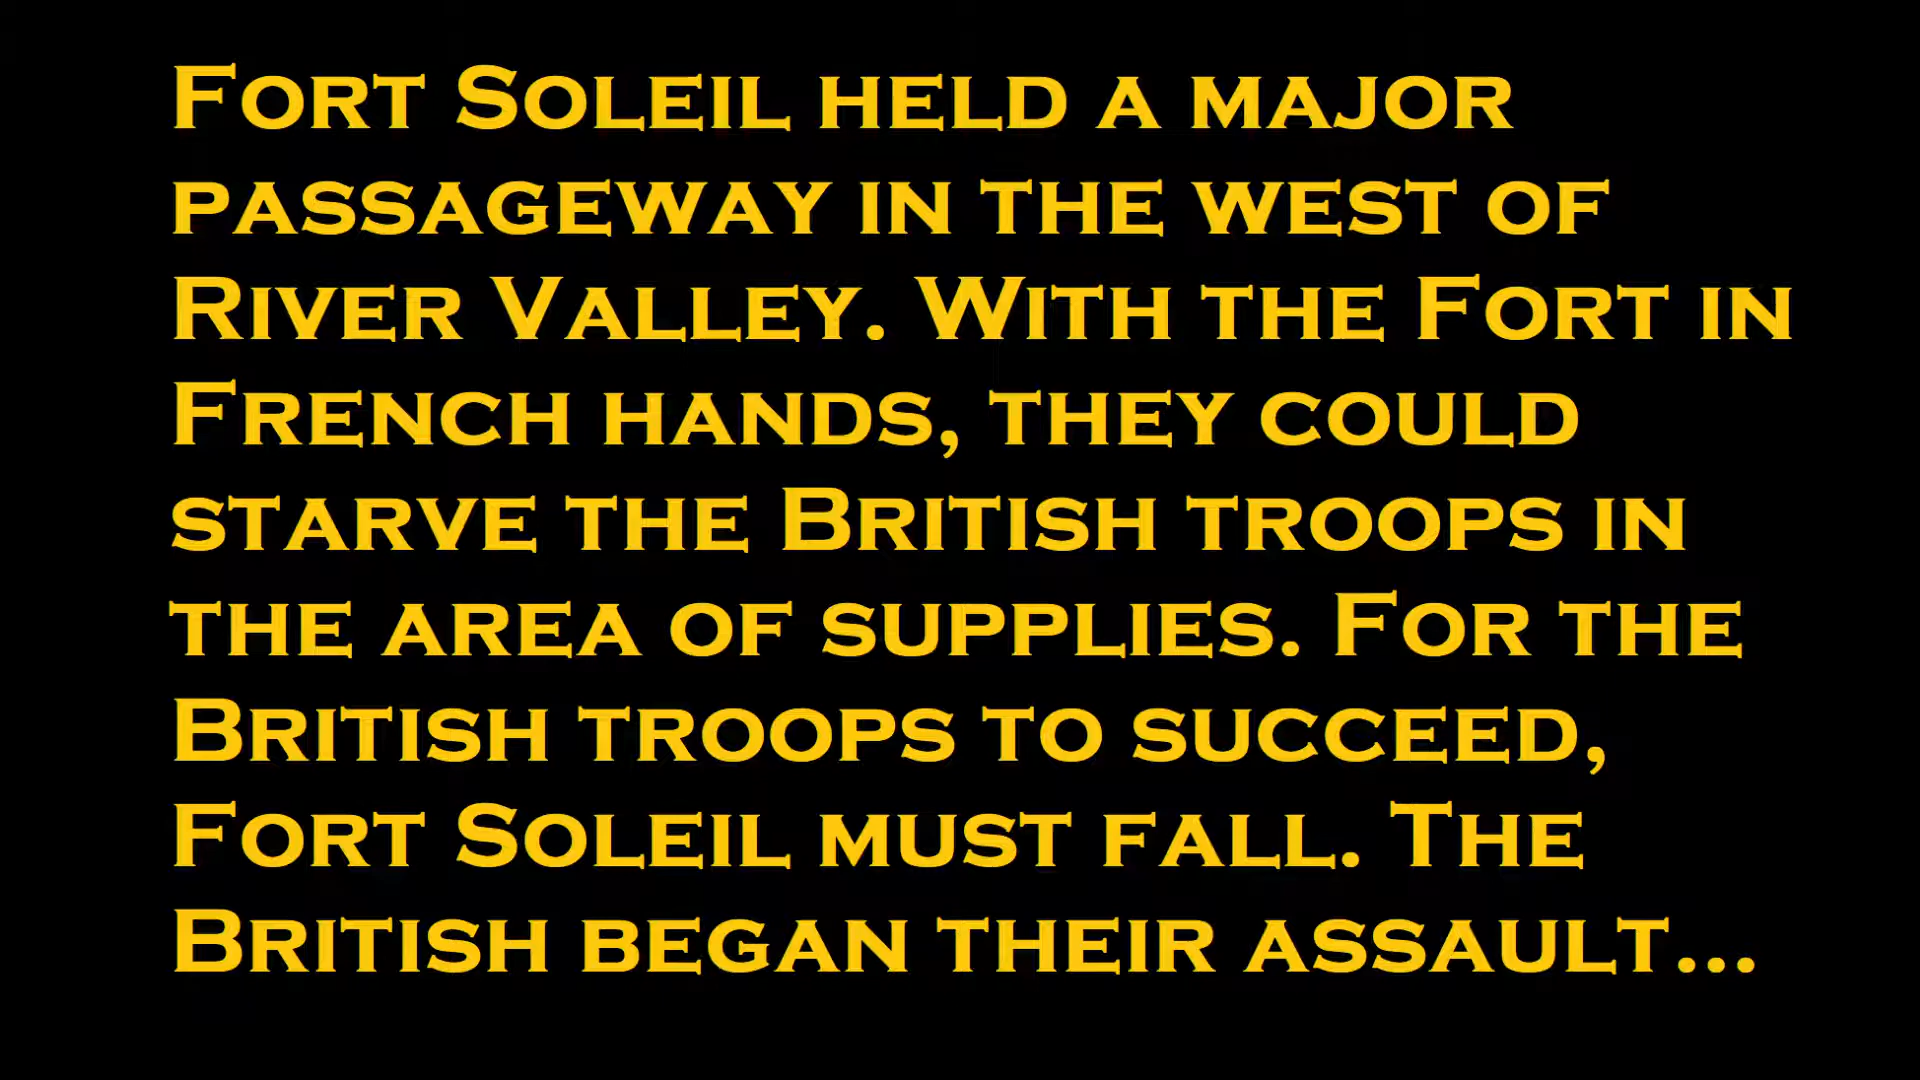 Fort Soleil held a major
passageway in the west of
River Valley. With the Fort in
French hands, they could
starve the British troops in
the area of supplies. For the
British troops to succeed,
Fort Soleil must fall. The
British began their assault...